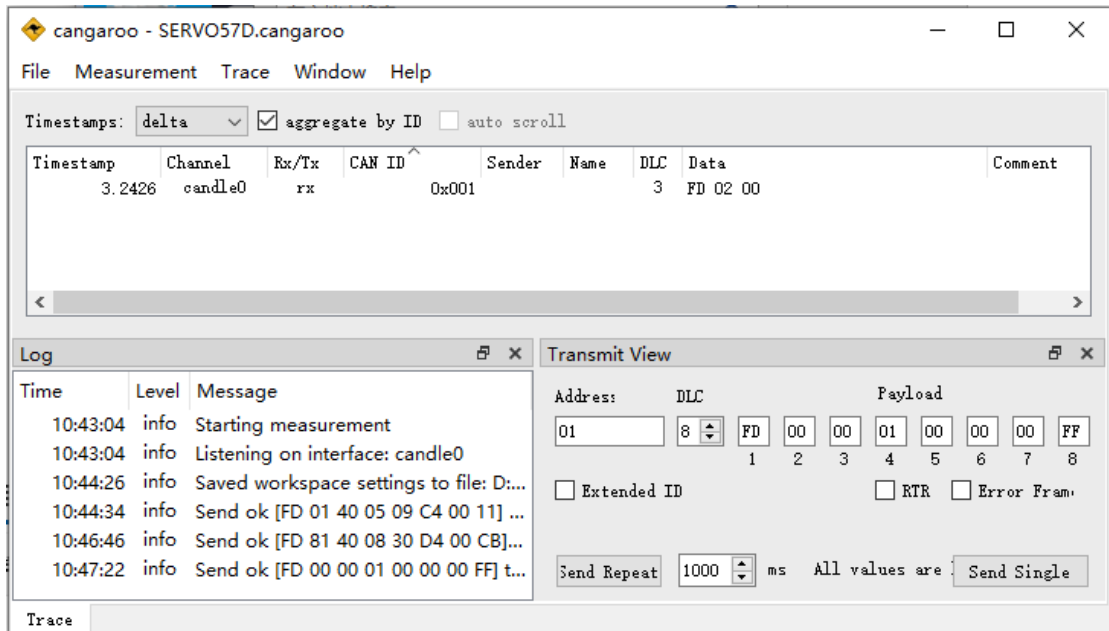 cangaroo - SERVO57D.cangaroo
File Measurement Trace Window Help
Timestamps: delta aggregate by ID auto scroll
Timestamp Channel Rx/Tx CAN ID Sender Name DLC Data Comment
3.2426 candle0 rx 0x001 3 FD 02 00
Log
Time Level Message
10:43:04 info Starting measurement
10:43:04 info Listening on interface: candle0
10:44:26 info Saved workspace settings to file: D:...
10:44:34 info Send ok [FD 01 40 05 09 C4 00 11] ...
10:46:46 info Send ok [FD 81 40 08 30 D4 00 CB]...
10:47:22 info Send ok [FD 00 00 01 00 00 00 FF] t...
Transmit View
Address DLC Payload
01 8 FD 00 00 01 00 00 00 FF
1 2 3 4 5 6 7 8
Extended ID RTR Error Fram
Send Repeat 1000 ms All values are Send Single
Trace